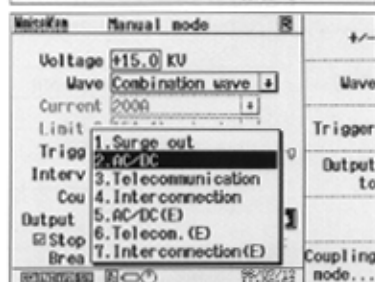 NoiseKen Manual mode R
Voltage +15.0 KV
Wave Combination wave
Current 200A
Limit
Trigg
Interv
Cou
Output
Stop
Brea
1.Surge out
2.AC/DC
3.Telecommunication
4.Interconnection
5.AC/DC(E)
6.Telecom.(E)
7.Interconnection(E)
+/-
Wave
Trigger
Output
to
Coupling
mode...